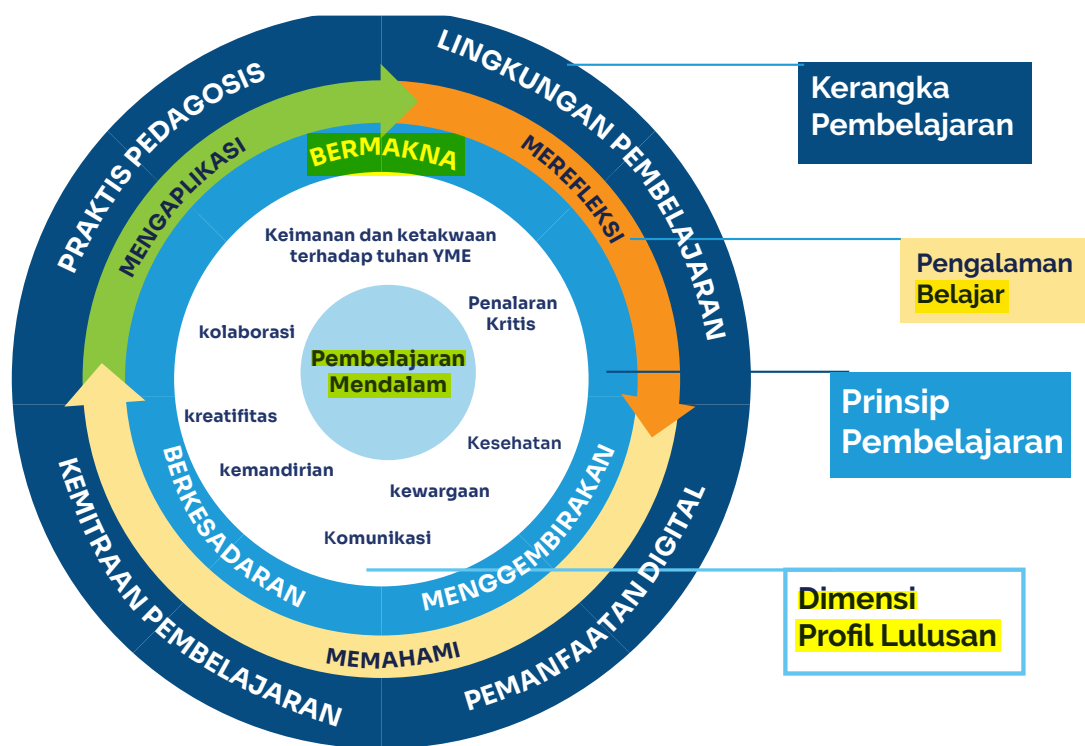 PRAKTIS PEDAGOSIS
LINGKUNGAN PEMBELAJARAN
PEMANFAATAN DIGITAL
KEMITRAAN PEMBELAJARAN
MENGAPLIKASI
MEREFLEKSI
MEMAHAMI
BERMAKNA
MENGGEMBIRAKAN
BERKESADARAN
Keimanan dan ketakwaan
terhadap tuhan YME
Penalaran
Kritis
kolaborasi
Pembelajaran
Mendalam
kreatifitas
Kesehatan
kemandirian
kewargaan
Komunikasi
Kerangka
Pembelajaran
Pengalaman
Belajar
Prinsip
Pembelajaran
Dimensi
Profil Lulusan